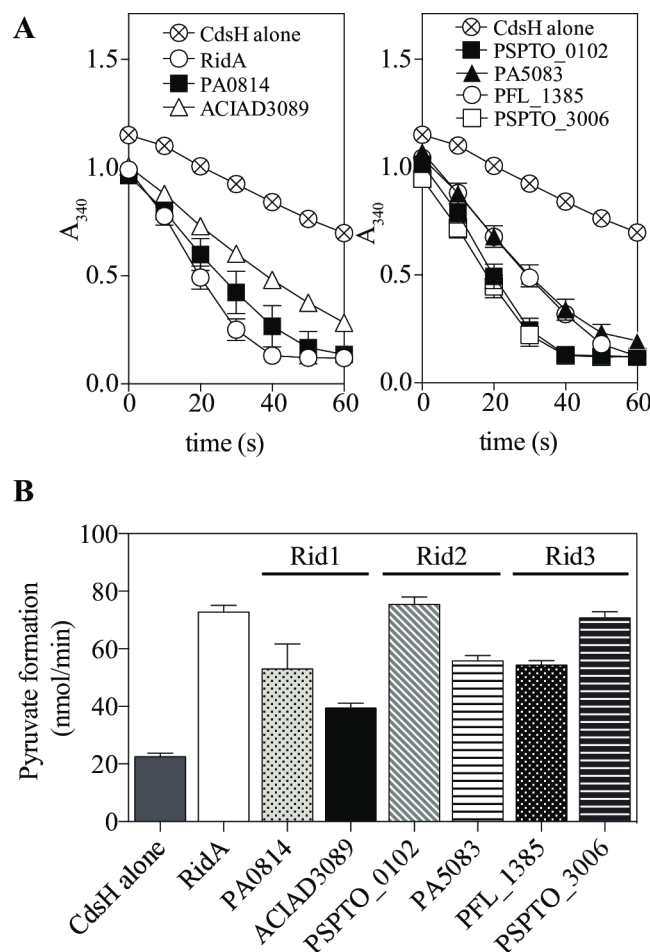 A
CdsH alone
RidA
PA0814
ACIAD3089
1.5
1.0
0.5
0.0
A340
0 20 40 60
time (s)
CdsH alone
PSPTO_0102
PA5083
PFL_1385
PSPTO_3006
1.5
1.0
0.5
0.0
A340
0 20 40 60
time (s)
B
100
80
60
40
20
0
Pyruvate formation
(nmol/min)
Rid1 Rid2 Rid3
CdsH alone
RidA
PA0814
ACIAD3089
PSPTO_0102
PA5083
PFL_1385
PSPTO_3006